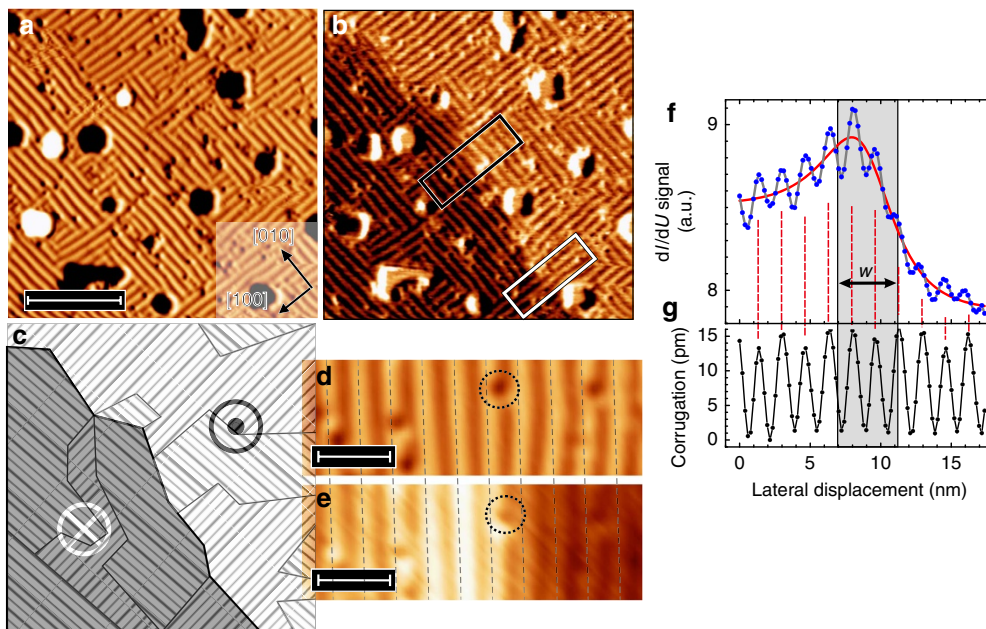 a
b
[010]
[100]
c
d
e
f
9
8
dI/dU signal
(a.u.)
w
g
15
10
5
0
Corrugation (pm)
0 5 10 15
Lateral displacement (nm)